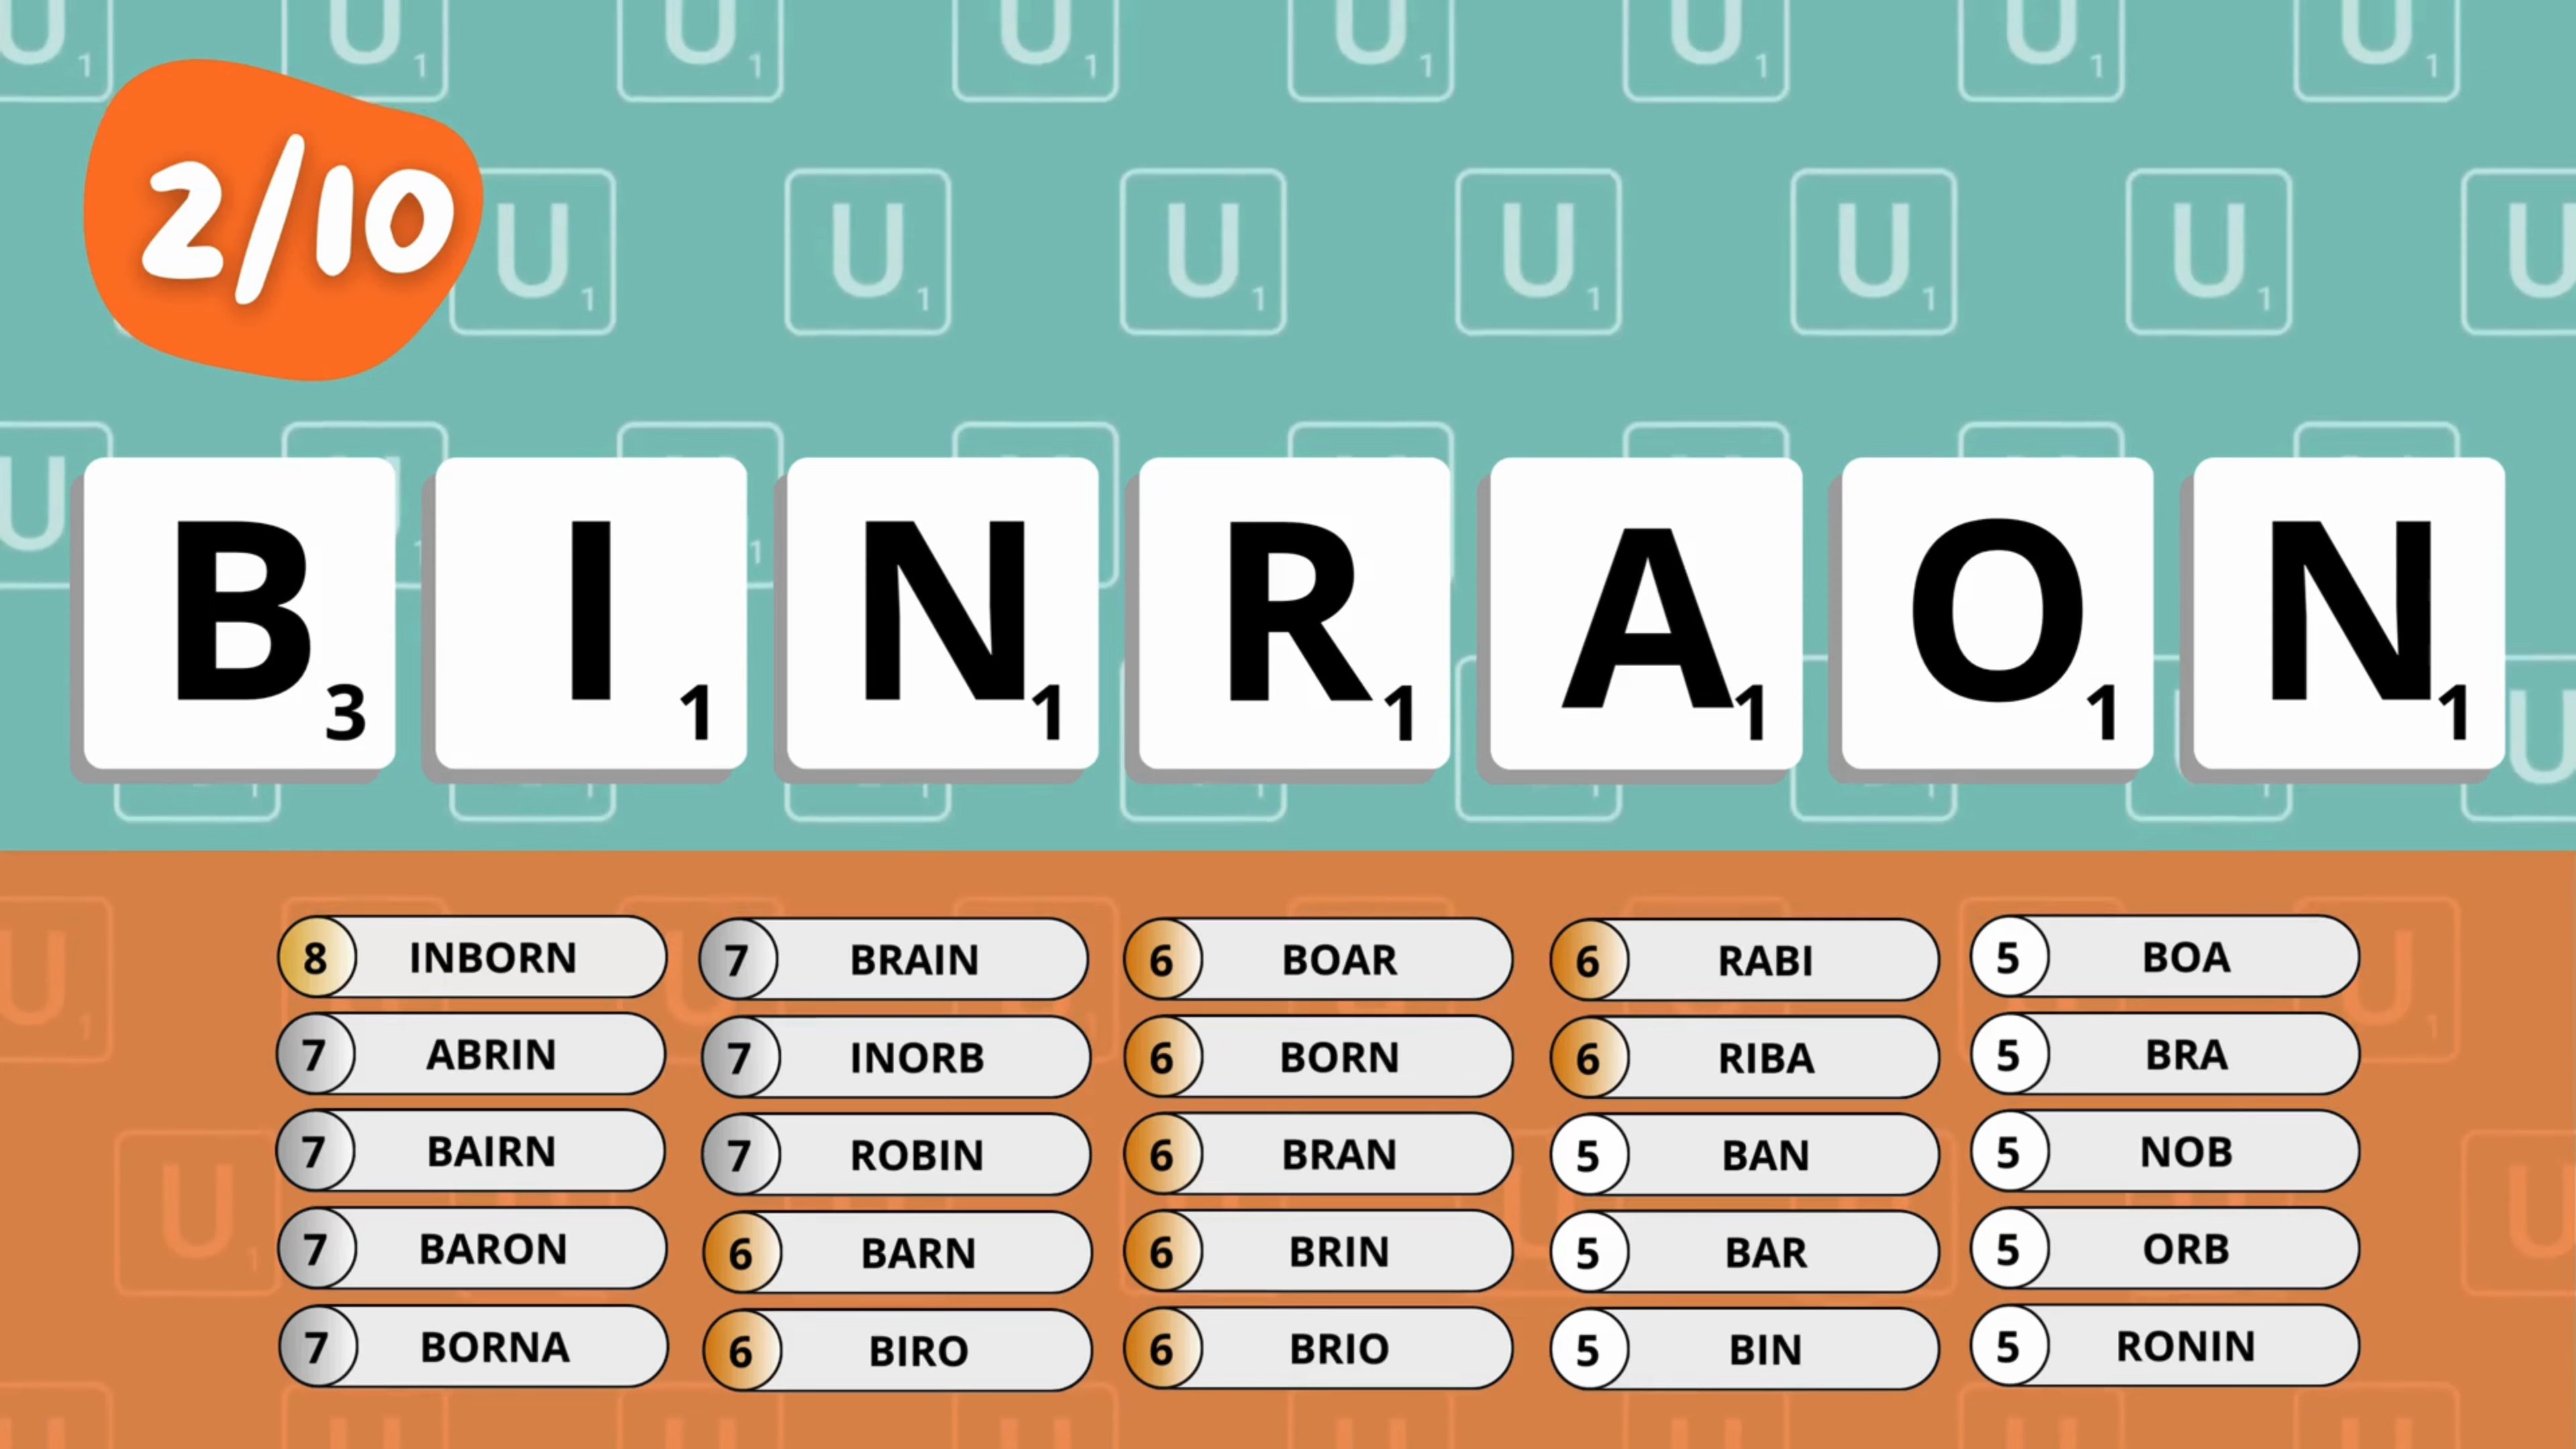 2/10
B3 I1 N1 R1 A1 O1 N1
8 INBORN
7 ABRIN
7 BAIRN
7 BARON
7 BORNA
7 BRAIN
7 INORB
7 ROBIN
6 BARN
6 BIRO
6 BOAR
6 BORN
6 BRAN
6 BRIN
6 BRIO
6 RABI
6 RIBA
5 BAN
5 BAR
5 BIN
5 BOA
5 BRA
5 NOB
5 ORB
5 RONIN